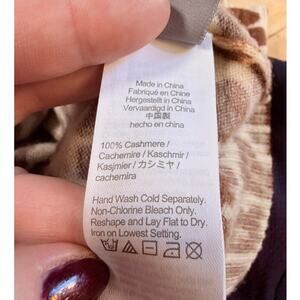 Made in China
Fabriqué en Chine
Hergestellt in China
Vervaardigd in China
中国製
hecho en china
100% Cashmere /
cachemire / Kaschmir /
Kasjmier / カシミヤ /
cachemira
Hand Wash Cold Separately.
Non-Chlorine Bleach Only.
Reshape and Lay Flat to Dry.
Iron on Lowest Setting.